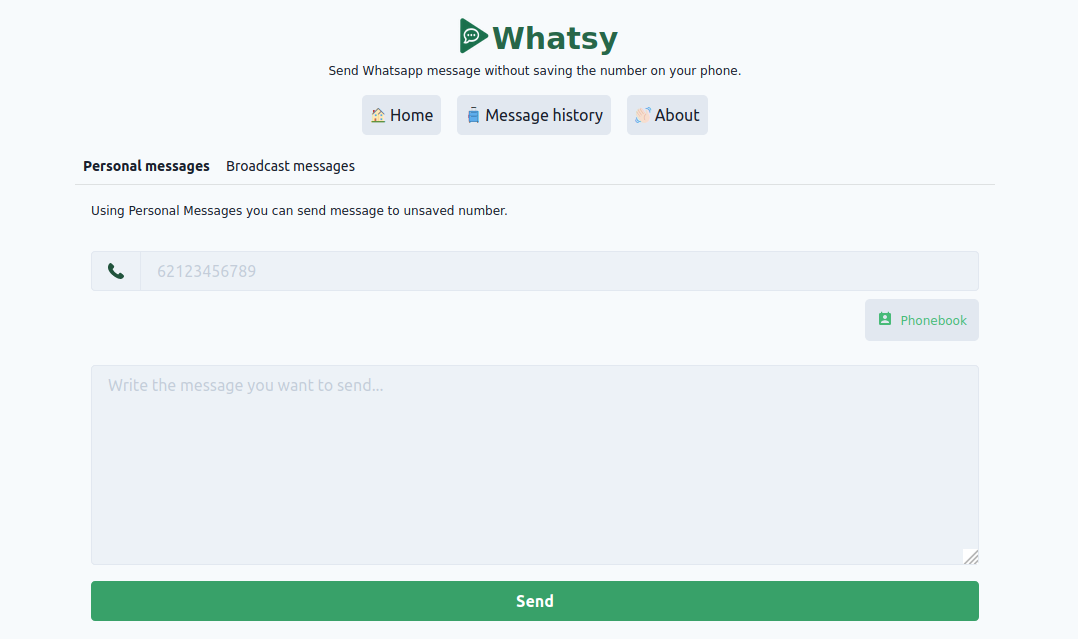 Whatsy
Send Whatsapp message without saving the number on your phone.
Home Message history About
Personal messages Broadcast messages
Using Personal Messages you can send message to unsaved number.
62123456789
Phonebook
Write the message you want to send...
Send